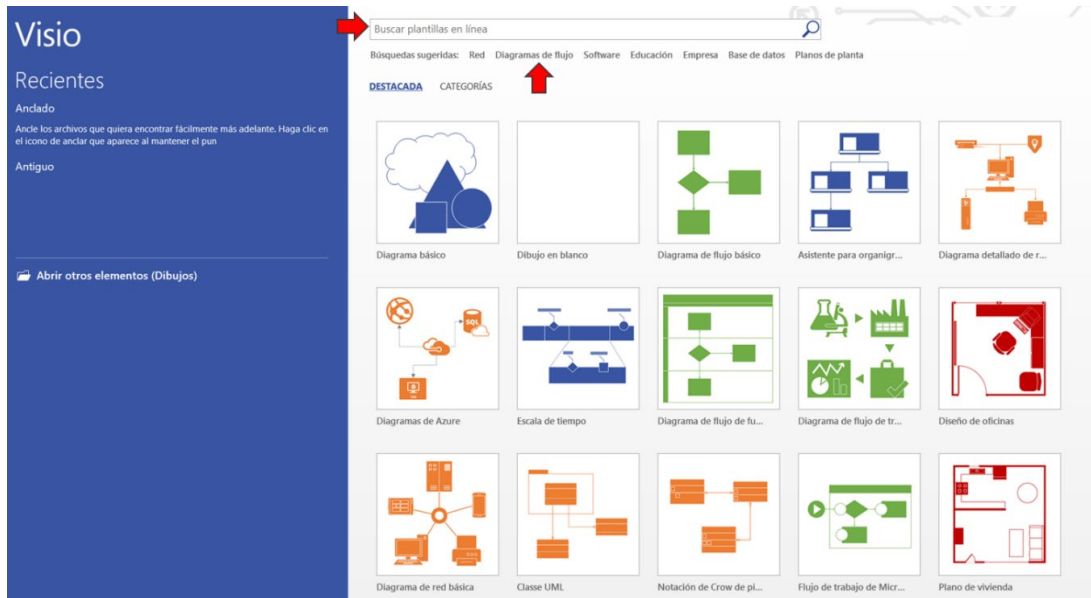 Visio
Recientes
Anclado
Ancle los archivos que quiera encontrar fácilmente más adelante. Haga clic en
el icono de anclar que aparece al mantener el pun
Antiguo
Abrir otros elementos (Dibujos)
Buscar plantillas en línea
Búsquedas sugeridas: Red Diagramas de flujo Software Educación Empresa Base de datos Planos de planta
DESTACADA CATEGORÍAS
Diagrama básico Dibujo en blanco Diagrama de flujo básico Asistente para organigr... Diagrama detallado de r...
SQL
Diagramas de Azure Escala de tiempo Diagrama de flujo de fu... Diagrama de flujo de tr... Diseño de oficinas
Diagrama de red básica Clase UML Notación de Crow de pi... Flujo de trabajo de Micr... Plano de vivienda